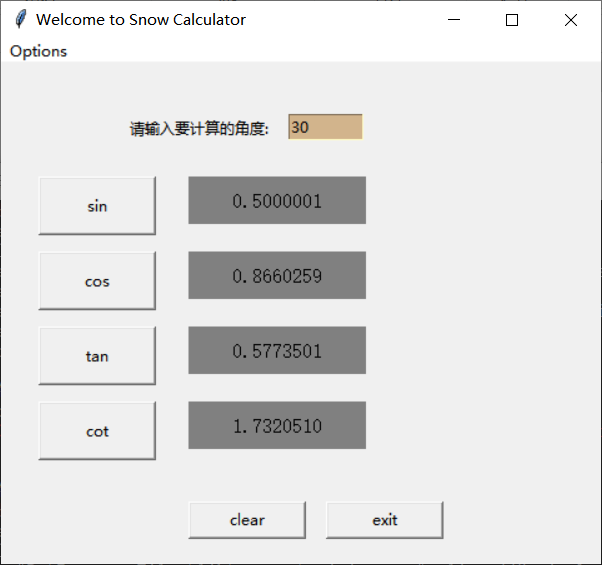 Welcome to Snow Calculator
Options
请输入要计算的角度: 30
sin 0.5000001
cos 0.8660259
tan 0.5773501
cot 1.7320510
clear exit